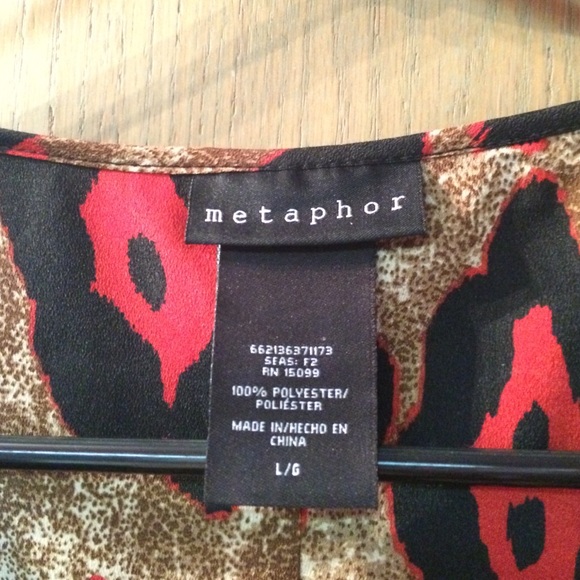 metaphor
662136371173
SEAS: F2
RN 15099
100% POLYESTER/
POLIÉSTER
MADE IN/HECHO EN
CHINA
L/G